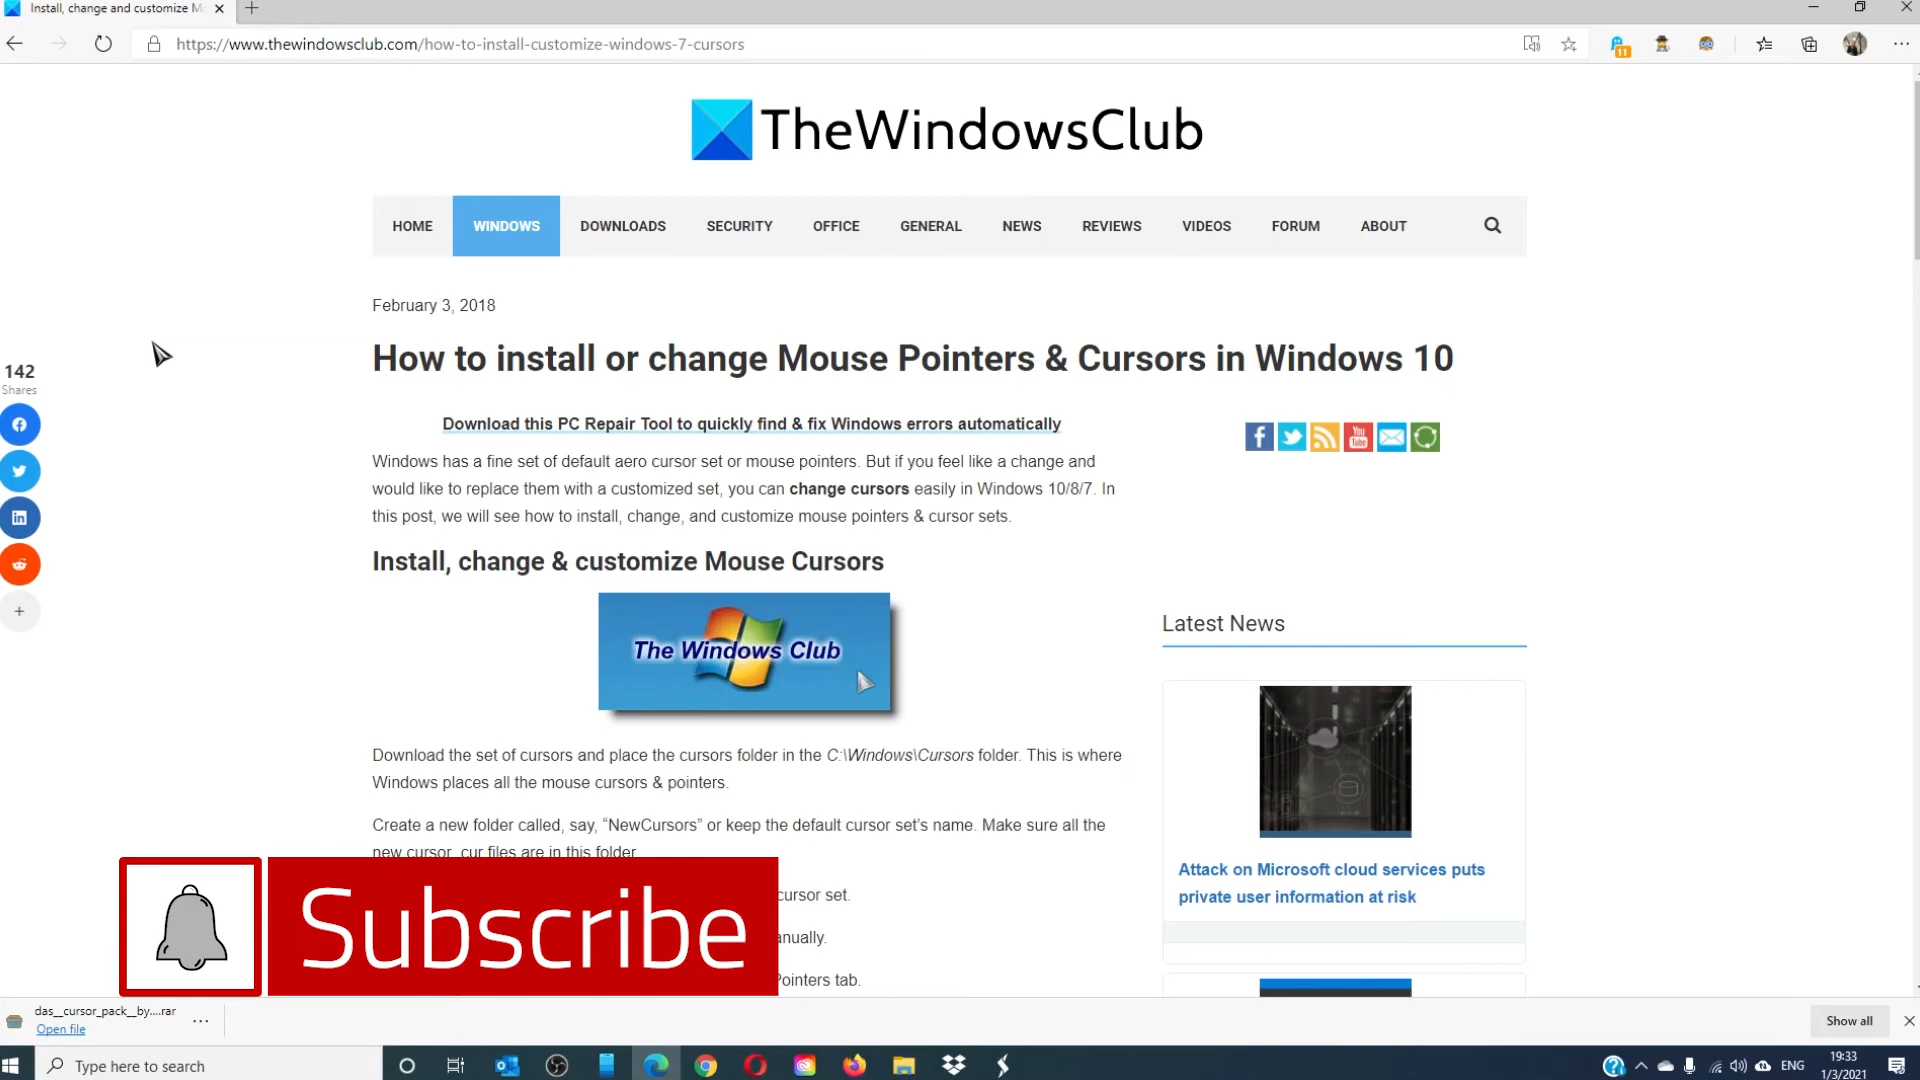 Install, change and customize M
https://www.thewindowsclub.com/how-to-install-customize-windows-7-cursors
11
TheWindowsClub
HOME WINDOWS DOWNLOADS SECURITY OFFICE GENERAL NEWS REVIEWS VIDEOS FORUM ABOUT
February 3, 2018
How to install or change Mouse Pointers & Cursors in Windows 10
142
Shares
Download this PC Repair Tool to quickly find & fix Windows errors automatically
You Tube
Windows has a fine set of default aero cursor set or mouse pointers. But if you feel like a change and
would like to replace them with a customized set, you can change cursors easily in Windows 10/8/7. In
this post, we will see how to install, change, and customize mouse pointers & cursor sets.
Install, change & customize Mouse Cursors
The Windows Club
Latest News
Download the set of cursors and place the cursors folder in the C:\Windows\Cursors folder. This is where
Windows places all the mouse cursors & pointers.
Create a new folder called, say, “NewCursors” or keep the default cursor set’s name. Make sure all the
new cursor .cur files are in this folder
cursor set.
anually.
Pointers tab.
Attack on Microsoft cloud services puts
private user information at risk
Subscribe
das__cursor_pack__by....rar
Open file
Show all
Type here to search
ENG
19:33
1/3/2021